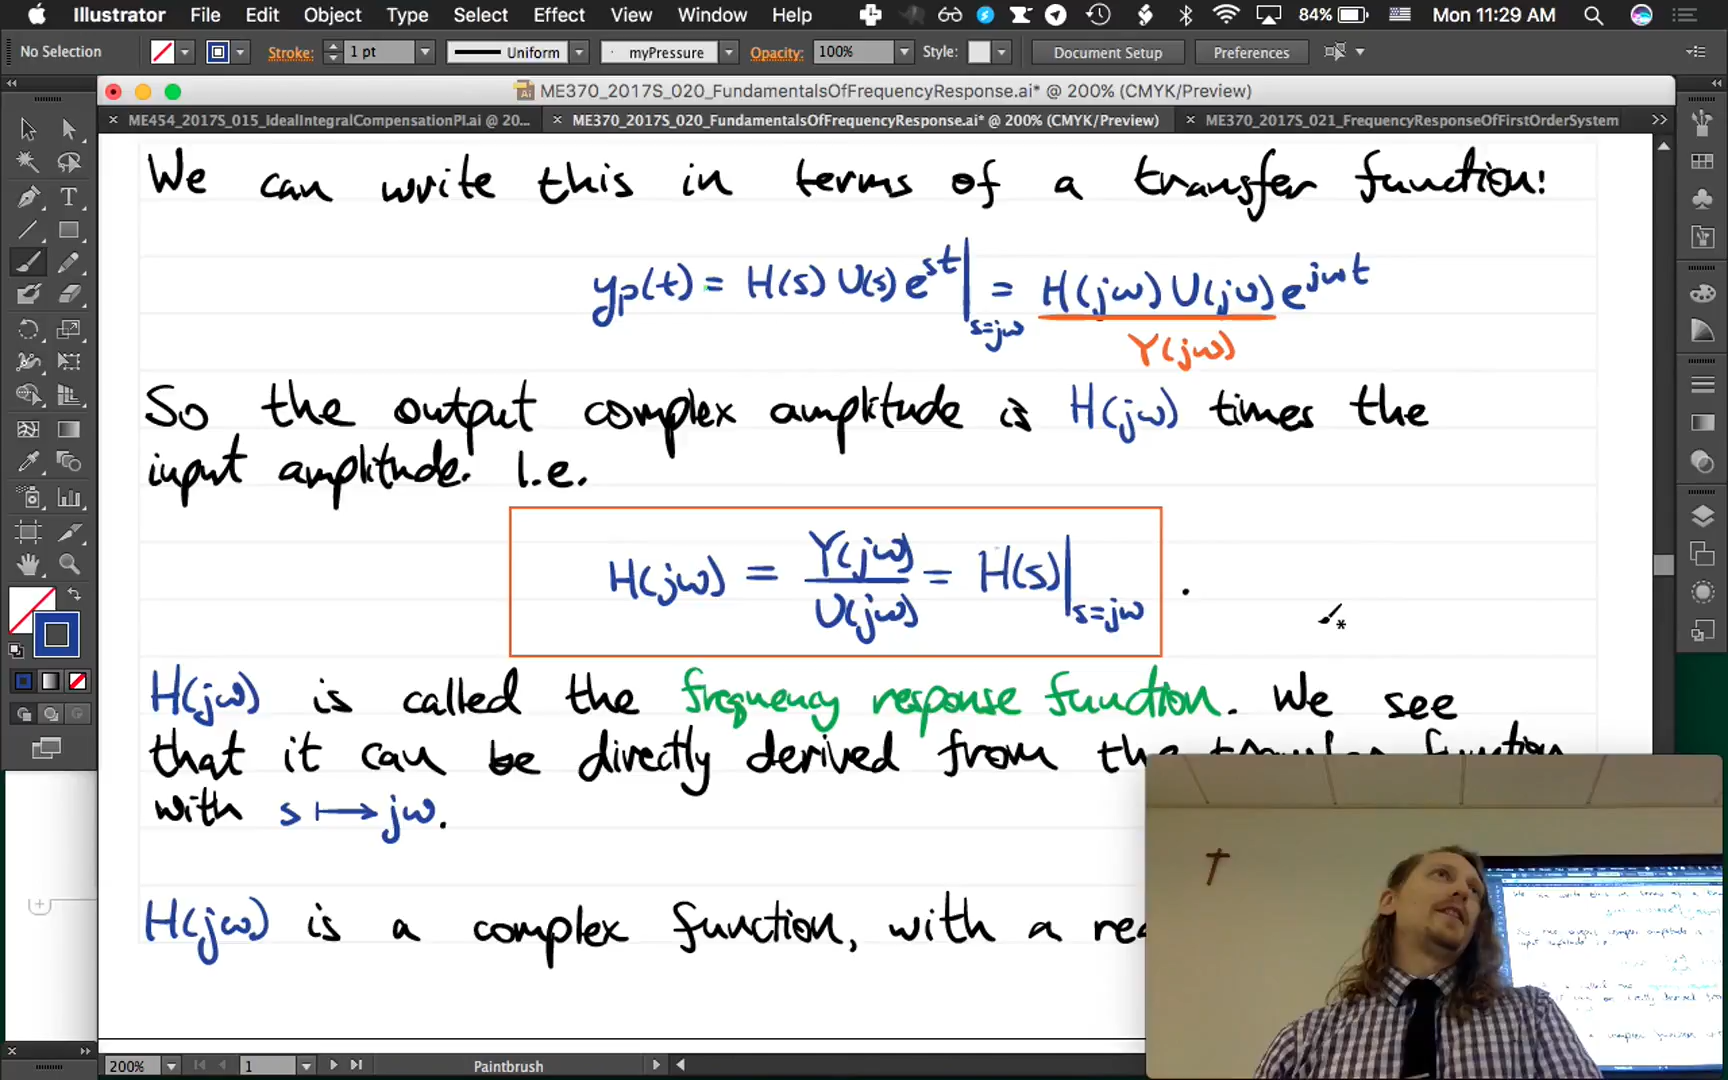 Illustrator File Edit Object Type Select Effect View Window Help 84% Mon 11:29 AM
No Selection Stroke: 1 pt Uniform myPressure Opacity: 100% Style: Document Setup Preferences
ME370_2017S_020_FundamentalsOfFrequencyResponse.ai* @ 200% (CMYK/Preview)
ME454_2017S_015_IdealIntegralCompensationPI.ai @ 20... ME370_2017S_020_FundamentalsOfFrequencyResponse.ai* @ 200% (CMYK/Preview) ME370_2017S_021_FrequencyResponseOfFirstOrderSystem
We can write this in terms of a transfer function:
yp(t) = H(s) U(s) e^st |s=jω = H(jω) U(jω) e^jωt
Y(jω)
So the output complex amplitude is H(jω) times the
input amplitude. I.e.
H(jω) = Y(jω)/U(jω) = H(s)|s=jω .
H(jω) is called the frequency response function. We see
that it can be directly derived from the transfer function
with s ↦ jω.
H(jω) is a complex function, with a
200% 1 Paintbrush